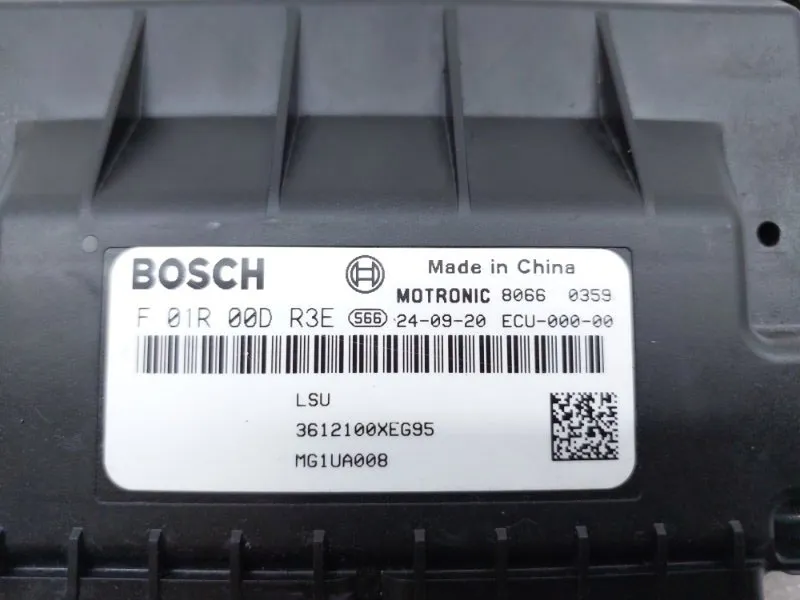 BOSCH
Made in China
MOTRONIC 8066 0359
F 01R 00D R3E S66 24-09-20 ECU-000-00
LSU
3612100XEG95
MG1UA008